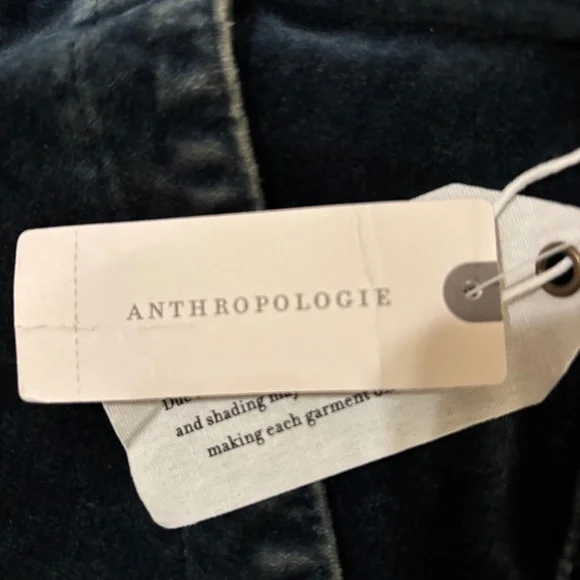 ANTHROPOLOGIE
and shading may
making each garment